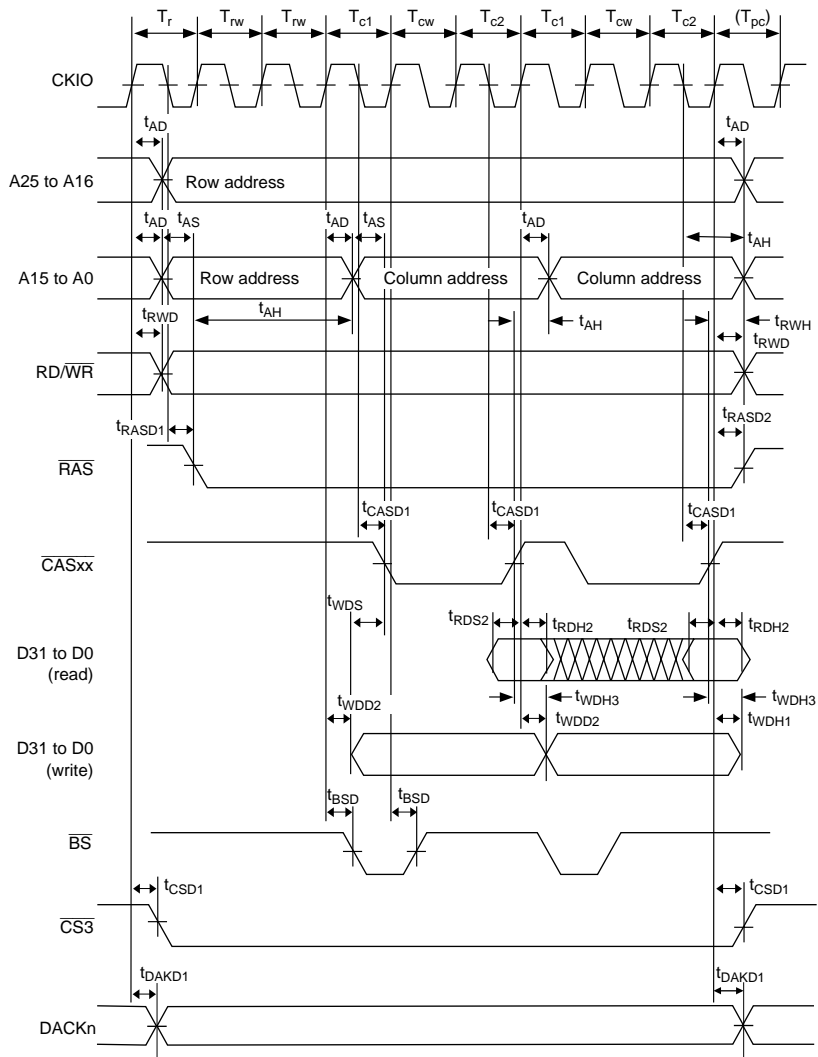 Tr Trw Trw Tc1 Tcw Tc2 Tc1 Tcw Tc2 (Tpc)
CKIO
tAD tAD
A25 to A16 Row address
tAD tAS tAD tAS tAD tAH
A15 to A0 Row address Column address Column address
tRWD tAH tAH tRWH
tRWD
RD/WR
tRASD1 tRASD2
RAS
tCASD1 tCASD1 tCASD1
CASxx
tWDS tRDS2 tRDH2 tRDS2 tRDH2
D31 to D0
(read)
tWDH3 tWDH3
tWDD2 tWDD2 tWDH1
D31 to D0
(write)
tBSD tBSD
BS
tCSD1 tCSD1
CS3
tDAKD1 tDAKD1
DACKn